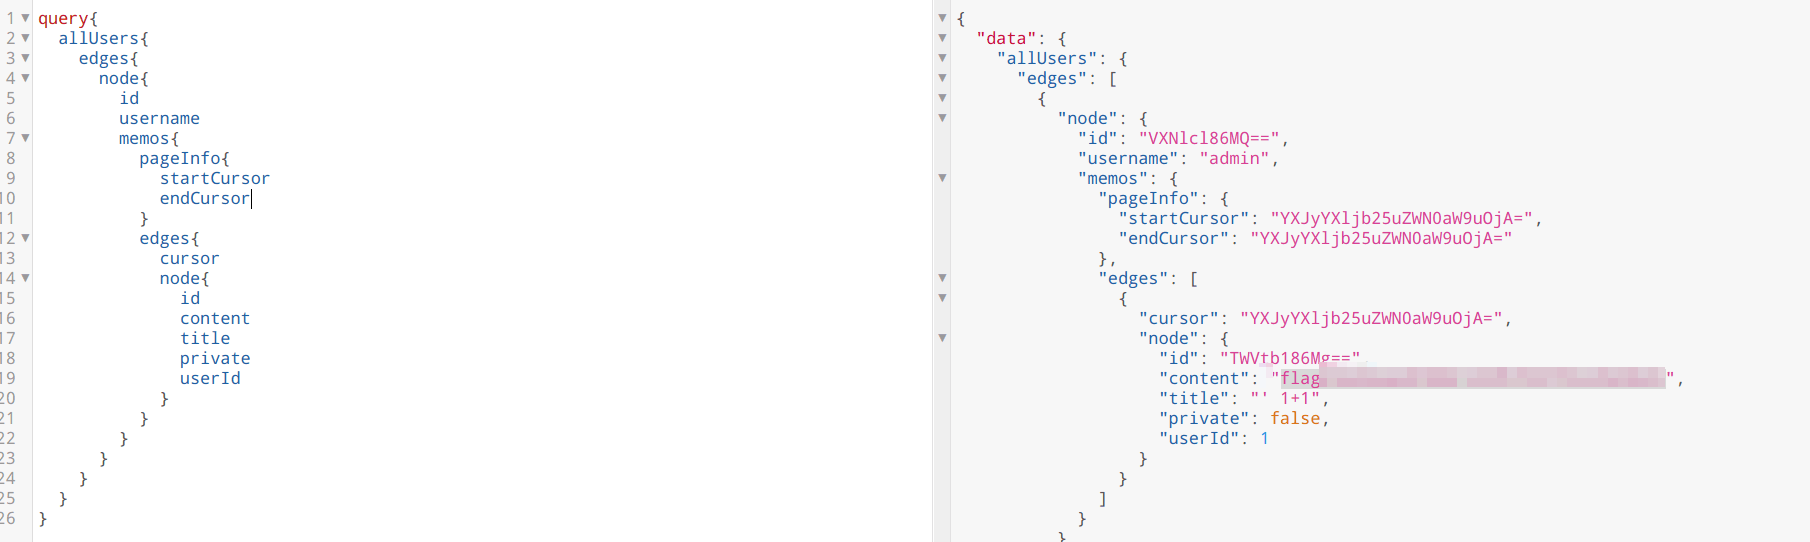 1 query{
2 allUsers{
3 edges{
4 node{
5 id
6 username
7 memos{
8 pageInfo{
9 startCursor
10 endCursor
11 }
12 edges{
13 cursor
14 node{
15 id
16 content
17 title
18 private
19 userId
20 }
21 }
22 }
23 }
24 }
25 }
26 }
{
"data": {
"allUsers": {
"edges": [
{
"node": {
"id": "VXNlcl86MQ==",
"username": "admin",
"memos": {
"pageInfo": {
"startCursor": "YXJyYXljb25uZWN0aW9uOjA=",
"endCursor": "YXJyYXljb25uZWN0aW9uOjA="
},
"edges": [
{
"cursor": "YXJyYXljb25uZWN0aW9uOjA=",
"node": {
"id": "TWVtb186Mg=="
"content": "flag",
"title": "' 1+1",
"private": false,
"userId": 1
}
}
]
}
}